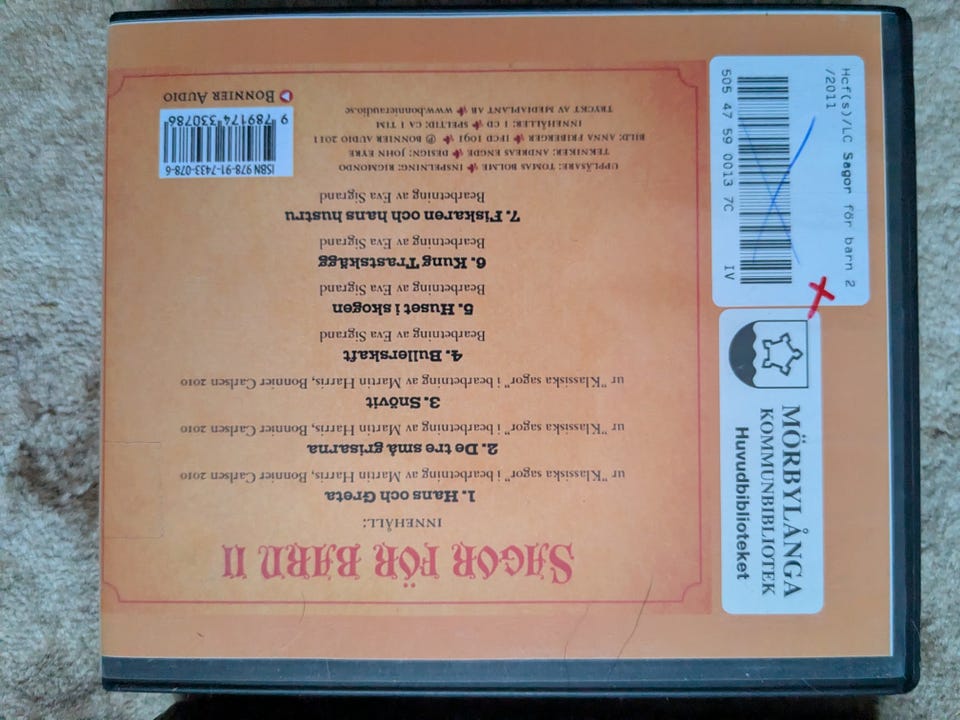 SAGOR FÖR BARN II
INNEHÅLL:
1. Hans och Greta
ur "Klassiska sagor" i bearbetning av Martin Harris, Bonnier Carlsen 2010
2. De tre små grisarna
ur "Klassiska sagor" i bearbetning av Martin Harris, Bonnier Carlsen 2010
3. Snövit
ur "Klassiska sagor" i bearbetning av Martin Harris, Bonnier Carlsen 2010
4. Bullerskaft
Bearbetning av Eva Sigrand
5. Huset i skogen
Bearbetning av Eva Sigrand
6. Kung Trastskägg
Bearbetning av Eva Sigrand
7. Fiskaren och hans hustru
Bearbetning av Eva Sigrand
UPPLÄSARE: TOMAS BOLME INSPELNING: RIGMONDO
TEKNIKER: ANDREAS ENGDE DESIGN: JOHN EYRE
BILD: ANNA FRIBERGER IFCD 1091 ℗ BONNIER AUDIO 2011
INNEHÅLLER: 1 CD SPELTID: CA 1 TIM
TRYCKT AV MEDIAPLANT AB WWW.bonnieraudio.se
ISBN 978-91-7433-078-6
9 789174 330786
BONNIER AUDIO
Hcf(s)/LC Sagor för barn 2
/2011
505 47 59 0013 7C IV
MÖRBYLÅNGA
KOMMUNBIBLIOTEK
Huvudbiblioteket